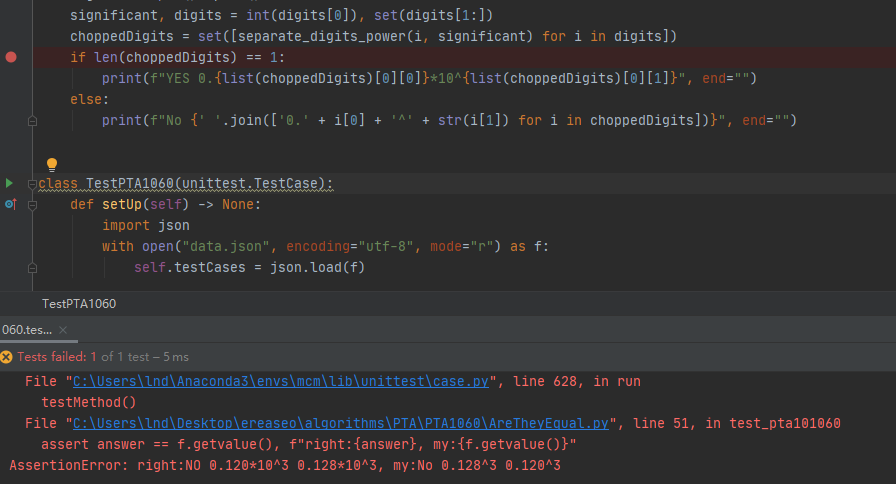 significant, digits = int(digits[0]), set(digits[1:])
choppedDigits = set([separate_digits_power(i, significant) for i in digits])
if len(choppedDigits) == 1:
print(f"YES 0.{list(choppedDigits)[0][0]}*10^{list(choppedDigits)[0][1]}", end="")
else:
print(f"No {' '.join(['0.' + i[0] + '^' + str(i[1]) for i in choppedDigits])}", end="")
class TestPTA1060(unittest.TestCase):
def setUp(self) -> None:
import json
with open("data.json", encoding="utf-8", mode="r") as f:
self.testCases = json.load(f)
TestPTA1060
060.tes...
Tests failed: 1 of 1 test – 5 ms
File "C:\Users\lnd\Anaconda3\envs\mcm\lib\unittest\case.py", line 628, in run
testMethod()
File "C:\Users\lnd\Desktop\ereaseo\algorithms\PTA\PTA1060\AreTheyEqual.py", line 51, in test_pta101060
assert answer == f.getvalue(), f"right:{answer}, my:{f.getvalue()}"
AssertionError: right:NO 0.120*10^3 0.128*10^3, my:No 0.128^3 0.120^3